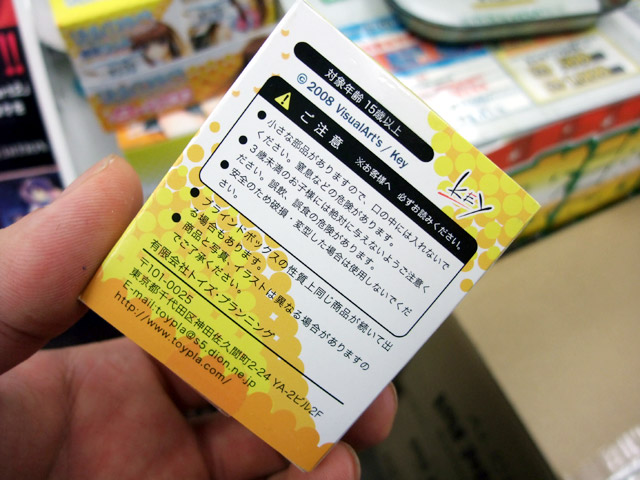 対象年齢 15歳以上
© 2008 VisualArt's / Key
ご注意 ※お客様へ 必ずお読みください。
● 小さな部品がありますので、口の中には入れないで
ください。窒息などの危険があります。
● 3歳未満のお子様には絶対に与えないようご注意く
ださい。誤飲、誤食の危険があります。
● 安全のため破損、変型した場合は使用しないでくだ
さい。
● ブラインドボックスの性質上同じ商品が続いて出
る場合もあります。
● 商品と写真、イラストは異なる場合がありますの
でご了承ください。
有限会社トイズ・プランニング
〒101-0025
東京都千代田区神田佐久間町2-24 YA-2ビル2F
E-mail:toypla@s5.dion.ne.jp
http://www.toypla.com/